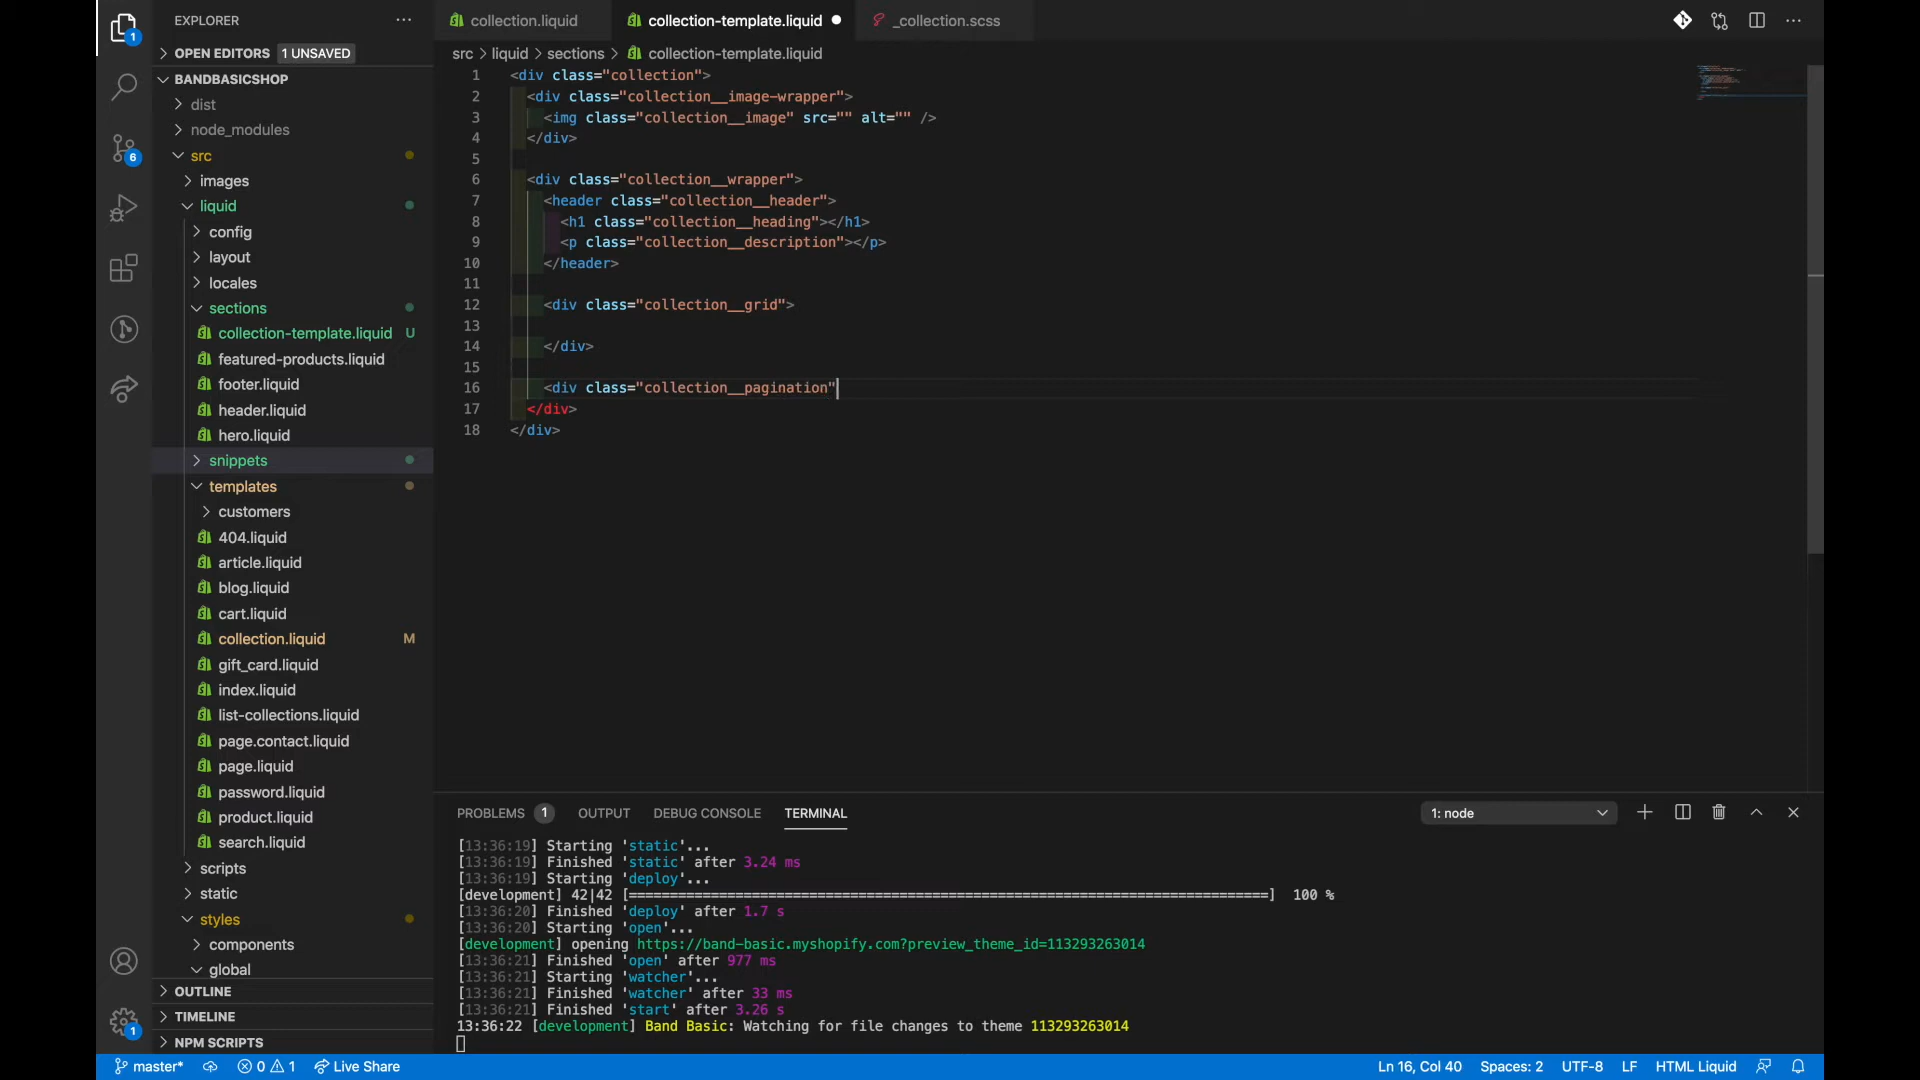 EXPLORER
OPEN EDITORS 1 UNSAVED
BANDBASICSHOP
dist
node_modules
src
images
liquid
config
layout
locales
sections
collection-template.liquid U
featured-products.liquid
footer.liquid
header.liquid
hero.liquid
snippets
templates
customers
404.liquid
article.liquid
blog.liquid
cart.liquid
collection.liquid M
gift_card.liquid
index.liquid
list-collections.liquid
page.contact.liquid
page.liquid
password.liquid
product.liquid
search.liquid
scripts
static
styles
components
global
OUTLINE
TIMELINE
NPM SCRIPTS
1
6
1
collection.liquid
collection-template.liquid
_collection.scss
src > liquid > sections > collection-template.liquid
1 <div class="collection">
2 <div class="collection__image-wrapper">
3 <img class="collection__image" src="" alt="" />
4 </div>
5
6 <div class="collection__wrapper">
7 <header class="collection__header">
8 <h1 class="collection__heading"></h1>
9 <p class="collection__description"></p>
10 </header>
11
12 <div class="collection__grid">
13
14 </div>
15
16 <div class="collection__pagination"
17 </div>
18 </div>
PROBLEMS 1 OUTPUT DEBUG CONSOLE TERMINAL
1: node
[13:36:19] Starting 'static'...
[13:36:19] Finished 'static' after 3.24 ms
[13:36:19] Starting 'deploy'...
[development] 42|42 [==============================================================================] 100 %
[13:36:20] Finished 'deploy' after 1.7 s
[13:36:20] Starting 'open'...
[development] opening https://band-basic.myshopify.com?preview_theme_id=113293263014
[13:36:21] Finished 'open' after 977 ms
[13:36:21] Starting 'watcher'...
[13:36:21] Finished 'watcher' after 33 ms
[13:36:21] Finished 'start' after 3.26 s
13:36:22 [development] Band Basic: Watching for file changes to theme 113293263014
master* 0 1 Live Share
Ln 16, Col 40 Spaces: 2 UTF-8 LF HTML Liquid